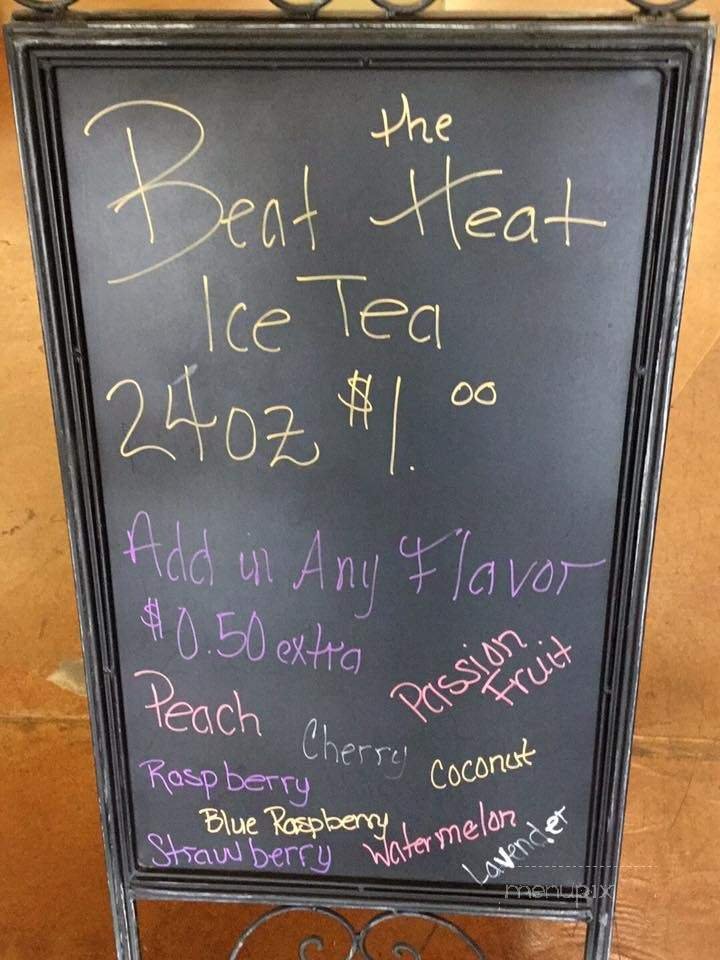 the
Beat Heat
Ice Tea
24oz $1.00
Add in Any Flavor
$0.50 extra
Passion
Fruit
Peach
Cherry
Coconut
Raspberry
Blue Raspberry
Watermelon
Strawberry
Lavender
menupix